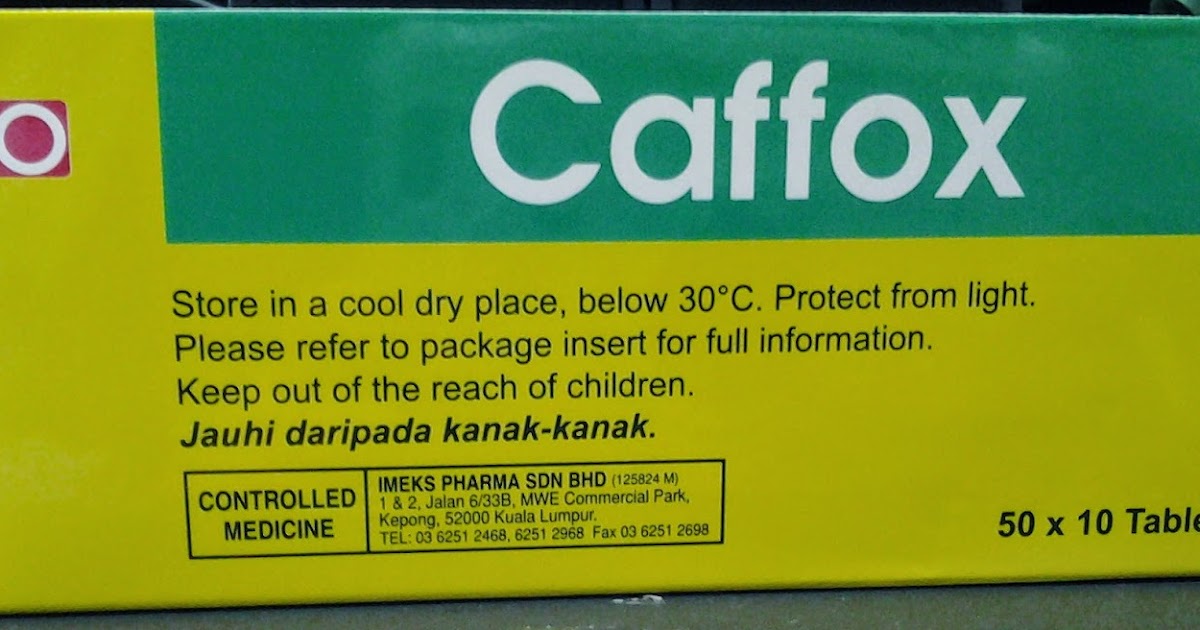 Caffox
Store in a cool dry place, below 30°C. Protect from light.
Please refer to package insert for full information.
Keep out of the reach of children.
Jauhi daripada kanak-kanak.
CONTROLLED
MEDICINE
IMEKS PHARMA SDN BHD (125824 M)
1 & 2, Jalan 6/33B, MWE Commercial Park,
Kepong, 52000 Kuala Lumpur.
TEL: 03 6251 2468, 6251 2968 Fax 03 6251 2698
50 x 10 Table